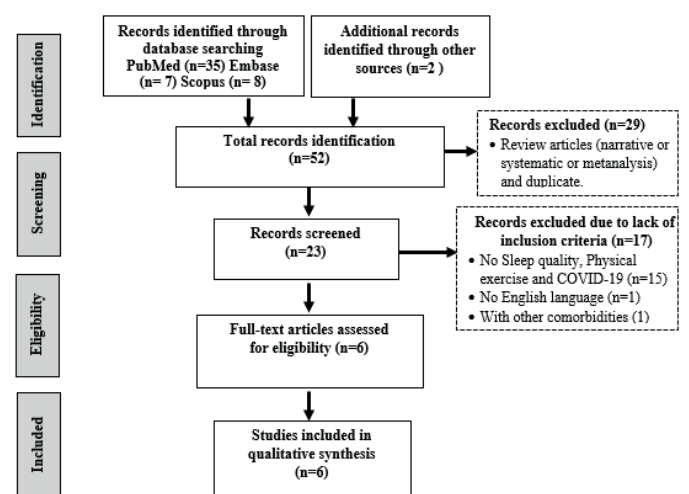 Identification
Records identified through
database searching
PubMed (n=35) Embase
(n= 7) Scopus (n= 8)
Additional records
identified through other
sources (n=2 )
Total records identification
(n=52)
Records excluded (n=29)
• Review articles (narrative or
systematic or metanalysis)
and duplicate.
Screening
Records screened
(n=23)
Records excluded due to lack of
inclusion criteria (n=17)
• No Sleep quality, Physical
exercise and COVID-19 (n=15)
• No English language (n=1)
• With other comorbidities (1)
Eligibility
Full-text articles assessed
for eligibility (n=6)
Included
Studies included in
qualitative synthesis
(n=6)